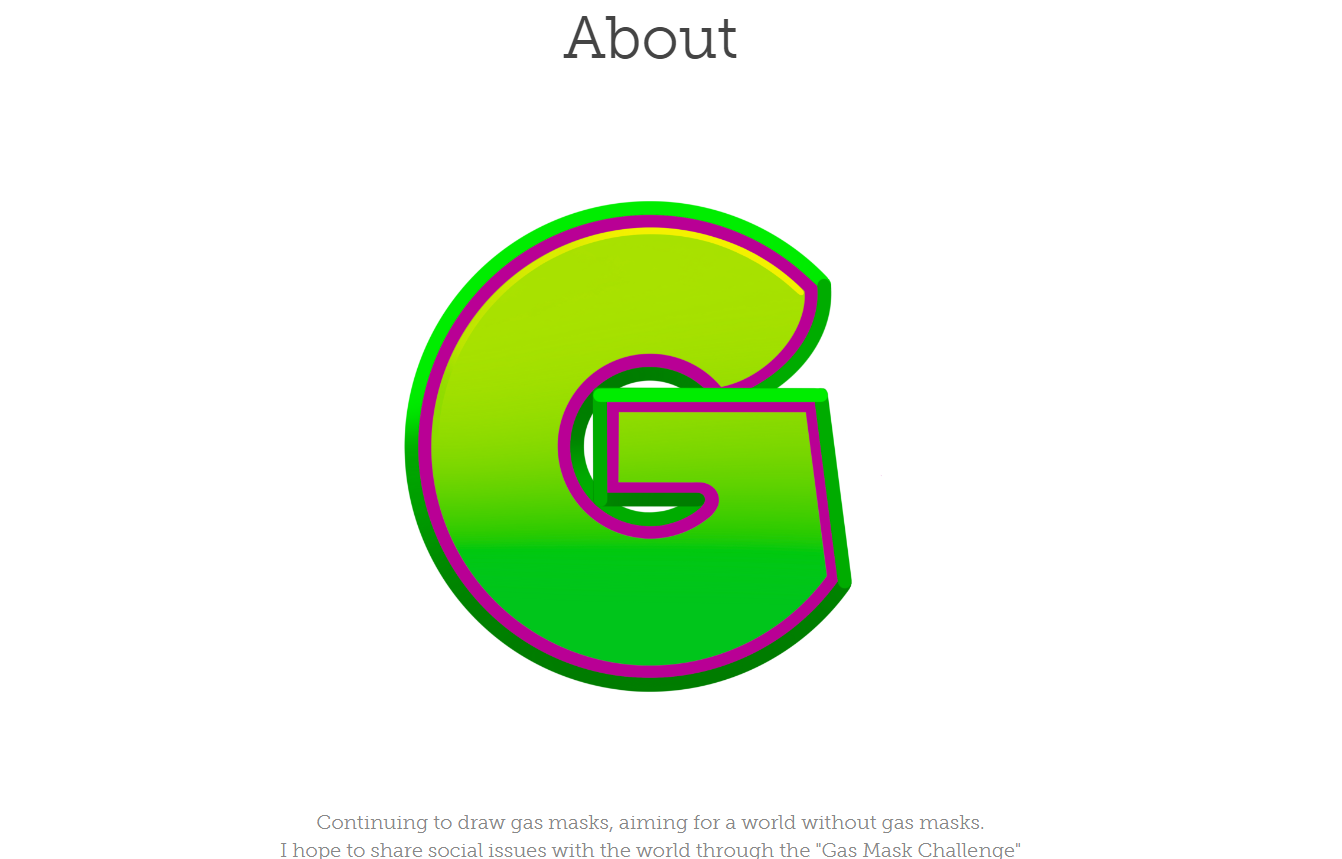 About
G
Continuing to draw gas masks, aiming for a world without gas masks.
I hope to share social issues with the world through the "Gas Mask Challenge"